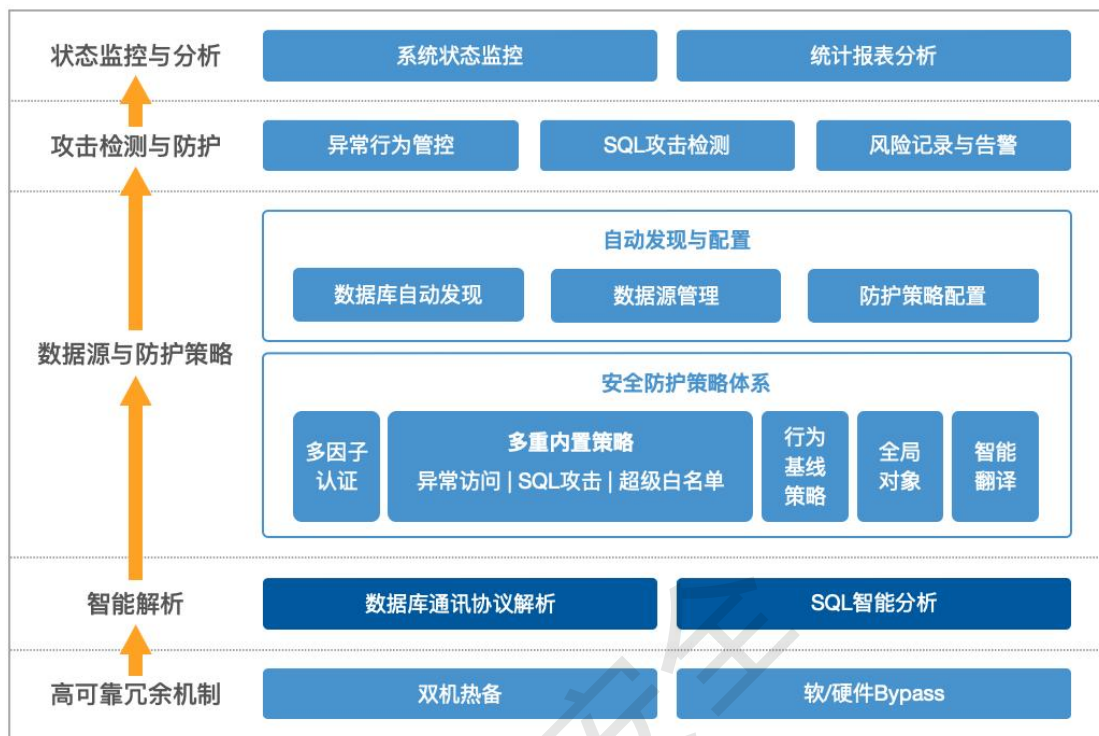 状态监控与分析
系统状态监控
统计报表分析
攻击检测与防护
异常行为管控
SQL攻击检测
风险记录与告警
数据源与防护策略
自动发现与配置
数据库自动发现
数据源管理
防护策略配置
安全防护策略体系
多因子
认证
多重内置策略
异常访问 | SQL攻击 | 超级白名单
行为
基线
策略
全局
对象
智能
翻译
智能解析
数据库通讯协议解析
SQL智能分析
高可靠冗余机制
双机热备
软/硬件Bypass
安全